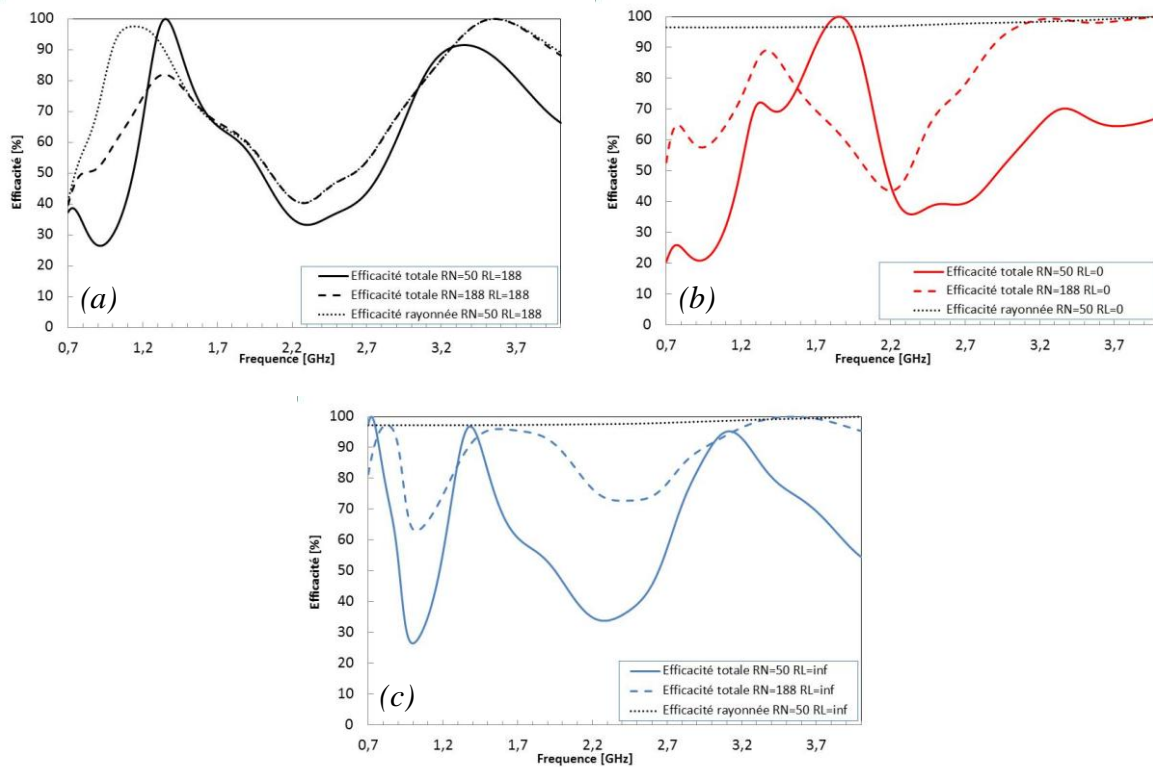 Efficacité [%]
100
90
80
70
60
50
40
30
20
10
0
(a)
Efficacité totale RN=50 RL=188
Efficacité totale RN=188 RL=188
Efficacité rayonnée RN=50 RL=188
0,7 1,2 1,7 2,2 2,7 3,2 3,7
Frequence [GHz]
Efficacité [%]
100
90
80
70
60
50
40
30
20
10
0
(b)
Efficacité totale RN=50 RL=0
Efficacité totale RN=188 RL=0
Efficacité rayonnée RN=50 RL=0
0,7 1,2 1,7 2,2 2,7 3,2 3,7
Frequence [GHz]
Efficacité [%]
100
90
80
70
60
50
40
30
20
10
0
(c)
Efficacité totale RN=50 RL=inf
Efficacité totale RN=188 RL=inf
Efficacité rayonnée RN=50 RL=inf
0,7 1,2 1,7 2,2 2,7 3,2 3,7
Frequence [GHz]